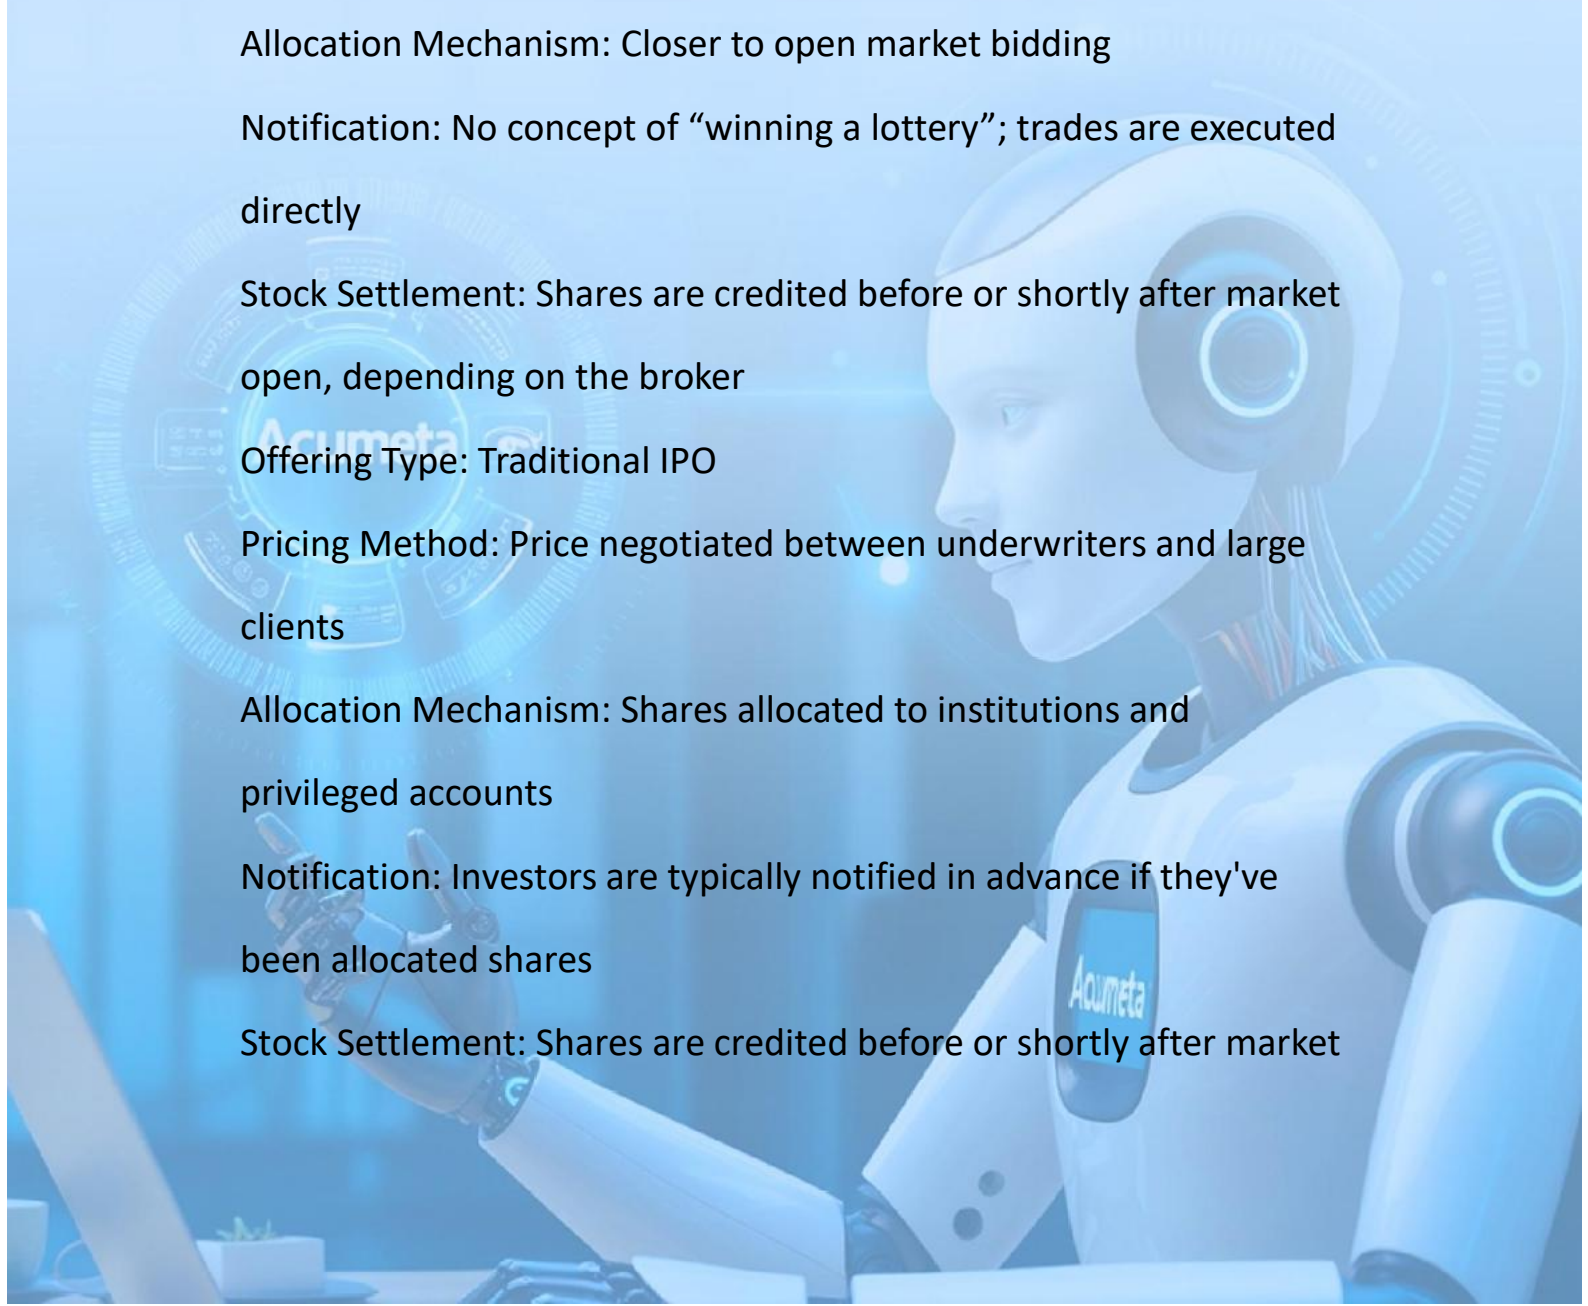 Allocation Mechanism: Closer to open market bidding
Notification: No concept of “winning a lottery”; trades are executed
directly
Stock Settlement: Shares are credited before or shortly after market
open, depending on the broker
Acumeta
Offering Type: Traditional IPO
Pricing Method: Price negotiated between underwriters and large
clients
Allocation Mechanism: Shares allocated to institutions and
privileged accounts
Notification: Investors are typically notified in advance if they've
been allocated shares
Acumeta
Stock Settlement: Shares are credited before or shortly after market